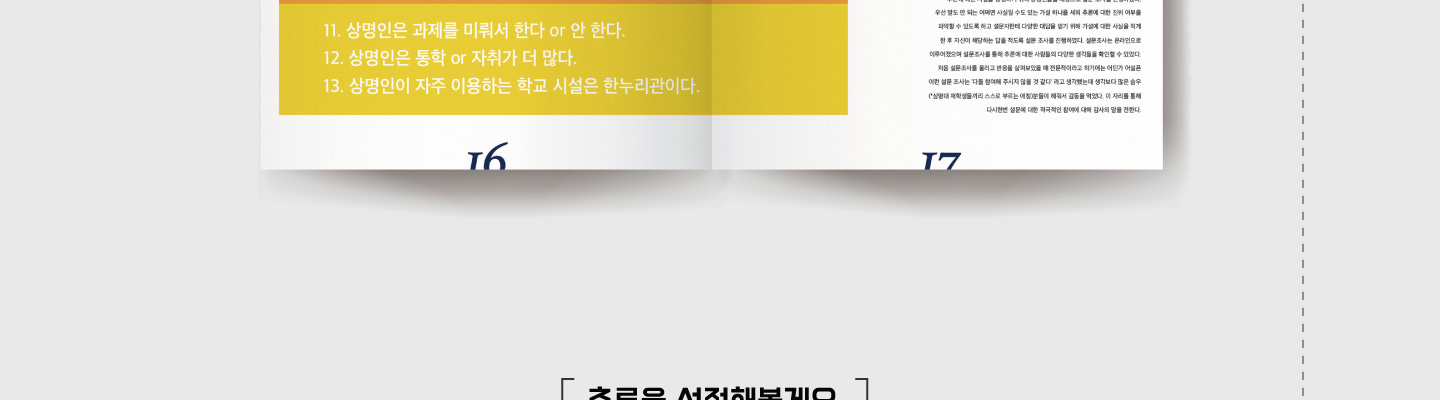 11. 상명인은 과제를 미뤄서 한다 or 안 한다.
12. 상명인은 통학 or 자취가 더 많다.
13. 상명인이 자주 이용하는 학교 시설은 한누리관이다.
우선 말도 안 되는 어쩌면 사실일 수도 있는 가설 하나를 세워 추론에 대한 진위 여부를
파악할 수 있도록 하고 설문자한테 다양한 대답을 얻기 위해 가설에 대한 사실을 적게
한 후 자신이 해당하는 답을 적도록 설문 조사를 진행하였다. 설문조사는 온라인으로
이루어졌으며 설문조사를 통해 추론에 대한 사람들의 다양한 생각들을 확인할 수 있었다.
처음 설문조사를 올리고 반응을 살펴보았을 때 전문적이라고 하기에는 어딘가 어설픈
이런 설문 조사는 '다들 참여해 주시지 않을 것 같다' 라고 생각했는데 생각보다 많은 슴우
(*상명대 재학생들끼리 스스로 부르는 애칭)분들이 해줘서 감동을 먹었다. 이 자리를 통해
다시한번 설문에 대한 적극적인 참여에 대해 감사의 말을 전한다.
16
17